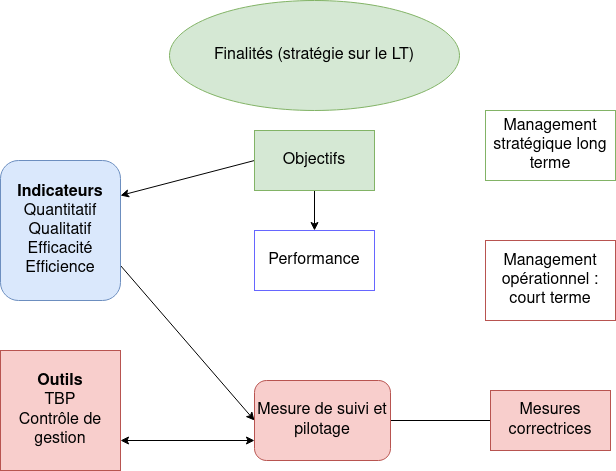 Finalités (stratégie sur le LT)
Management
stratégique long
terme
Objectifs
Indicateurs
Quantitatif
Qualitatif
Efficacité
Efficience
Performance
Management
opérationnel :
court terme
Outils
TBP
Contrôle de
gestion
Mesure de suivi et
pilotage
Mesures
correctrices